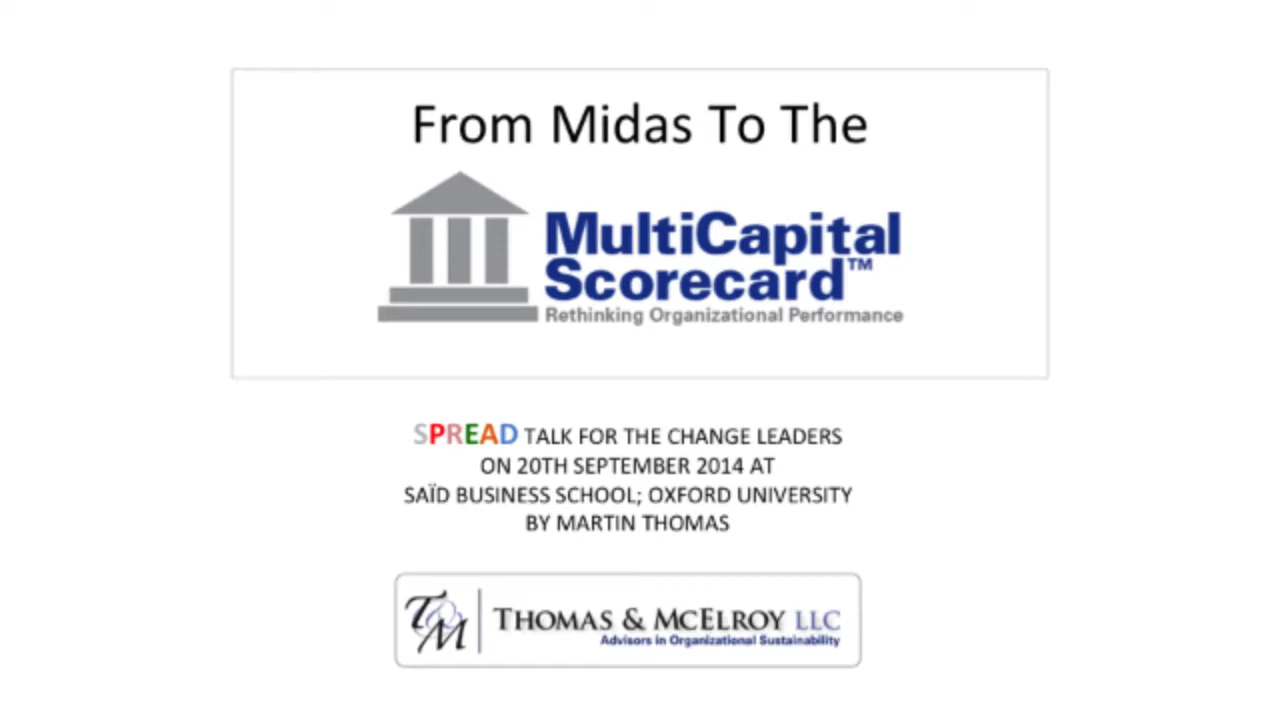 From Midas To The
MultiCapital
Scorecard™
Rethinking Organizational Performance
SPREAD TALK FOR THE CHANGE LEADERS
ON 20TH SEPTEMBER 2014 AT
SAÏD BUSINESS SCHOOL; OXFORD UNIVERSITY
BY MARTIN THOMAS
T&M THOMAS & MCELROY LLC
Advisors in Organizational Sustainability